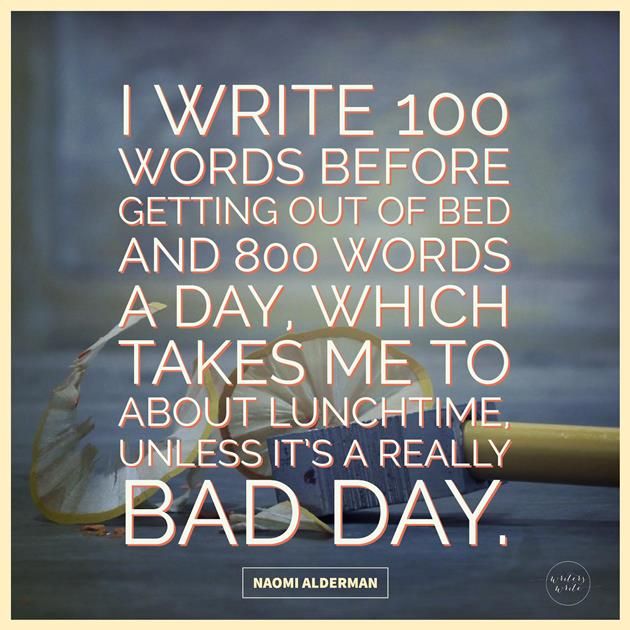 I WRITE 100
WORDS BEFORE
GETTING OUT OF BED
AND 800 WORDS
A DAY, WHICH
TAKES ME TO
ABOUT LUNCHTIME,
UNLESS IT'S A REALLY
BAD DAY.
NAOMI ALDERMAN
writers
write